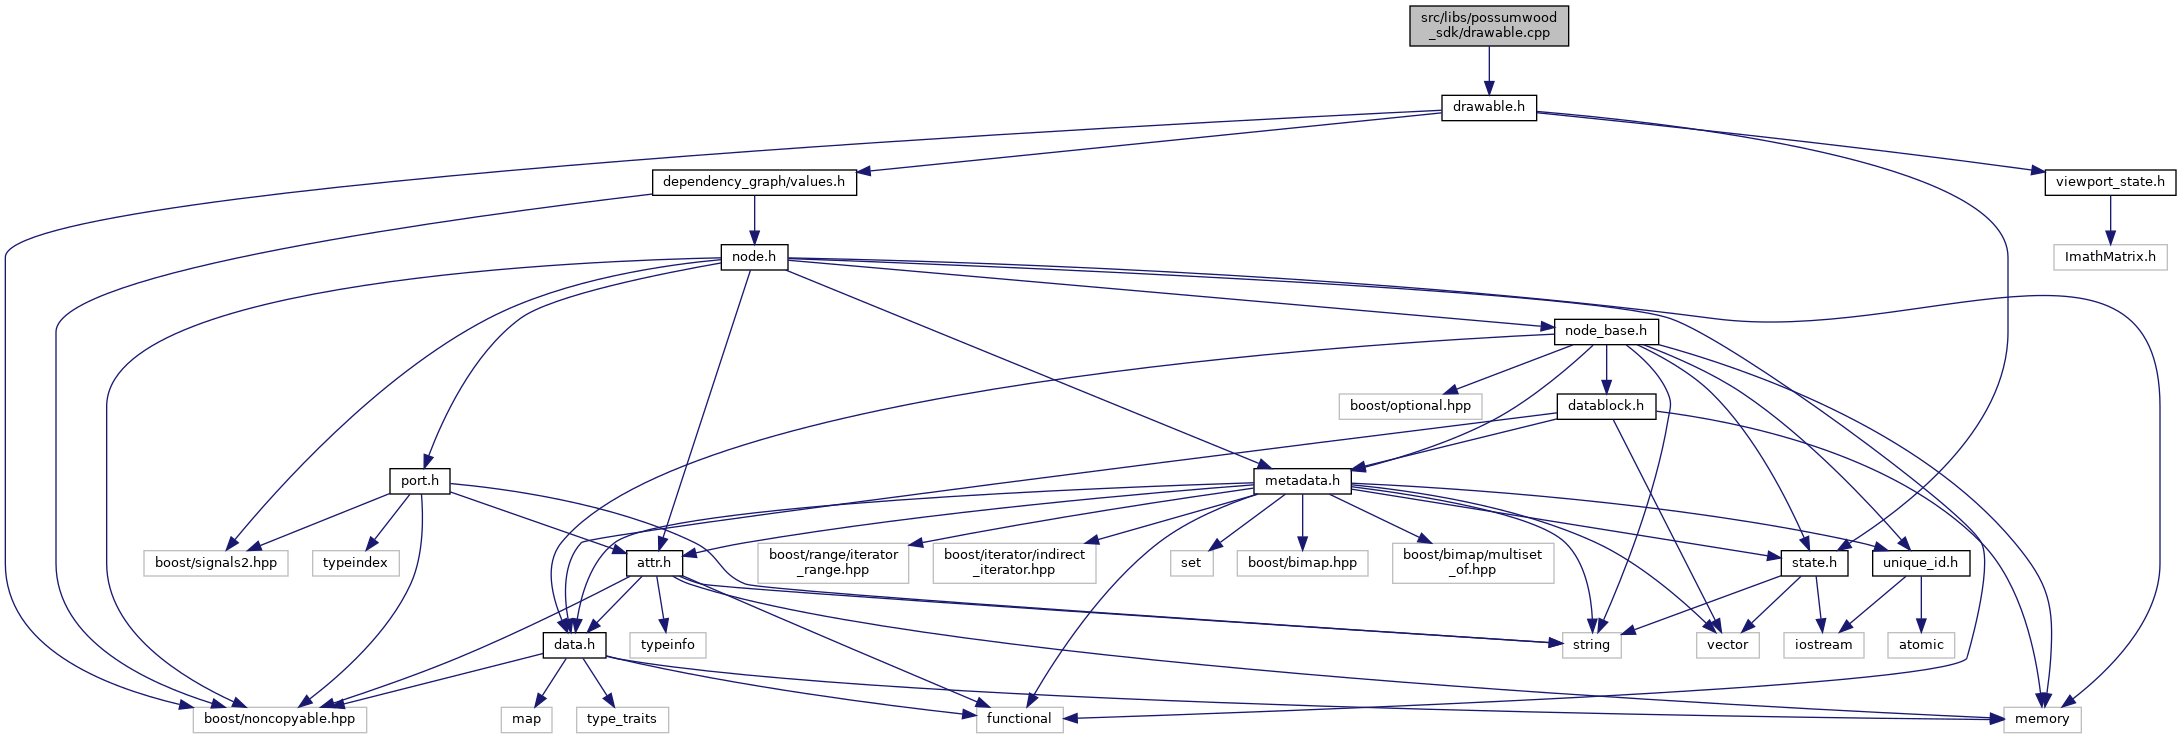 src/libs/possumwood
_sdk/drawable.cpp
drawable.h
dependency_graph/values.h
viewport_state.h
node.h
ImathMatrix.h
node_base.h
boost/optional.hpp
datablock.h
port.h
metadata.h
boost/signals2.hpp
typeindex
attr.h
boost/range/iterator
_range.hpp
boost/iterator/indirect
_iterator.hpp
set
boost/bimap.hpp
boost/bimap/multiset
_of.hpp
state.h
unique_id.h
data.h
typeinfo
string
vector
iostream
atomic
boost/noncopyable.hpp
map
type_traits
functional
memory